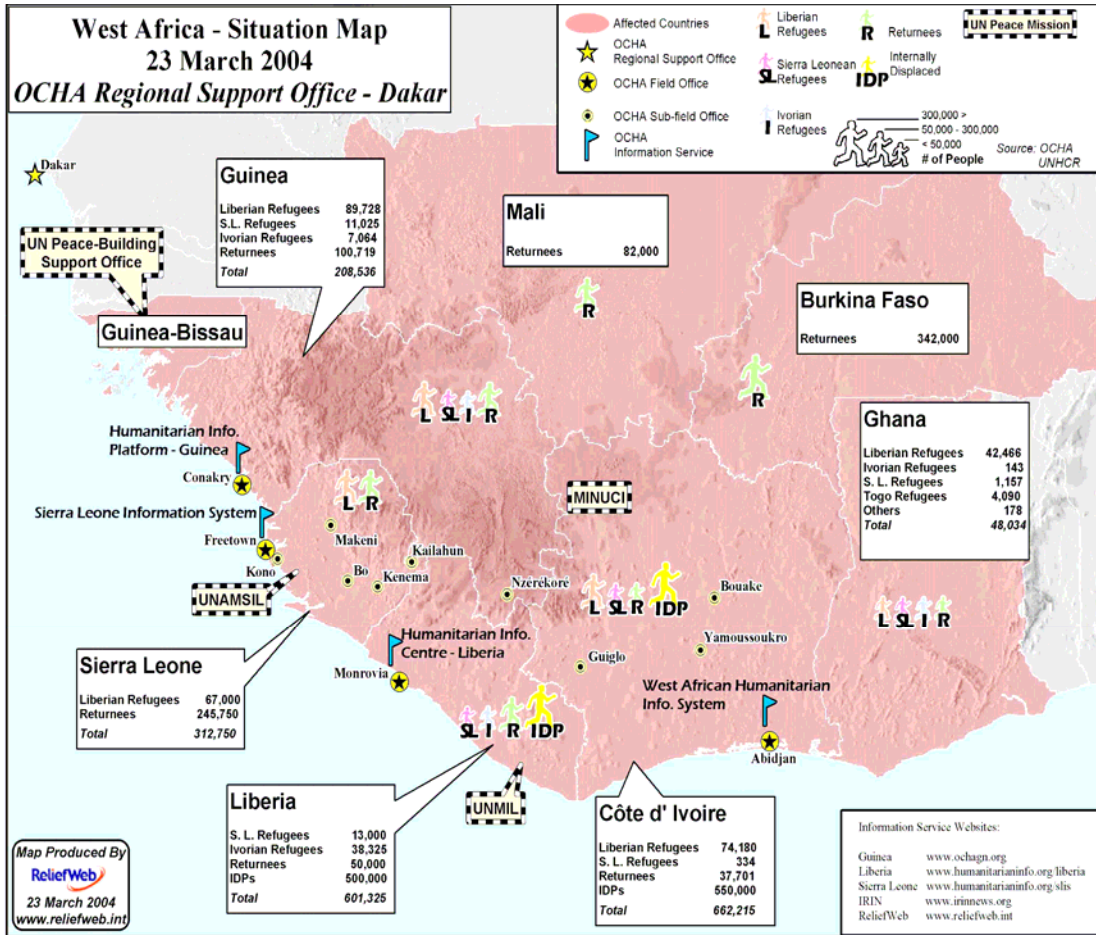 West Africa - Situation Map
23 March 2004
OCHA Regional Support Office - Dakar
Affected Countries
OCHA
Regional Support Office
OCHA Field Office
OCHA Sub-field Office
OCHA
Information Service
Liberian
Refugees
L
Sierra Leonean
Refugees
SL
Ivorian
Refugees
I
Returnees
R
Internally
Displaced
IDP
300,000 >
50,000 - 300,000
< 50,000
# of People
UN Peace Mission
Source: OCHA
UNHCR
Dakar
UN Peace-Building
Support Office
Guinea-Bissau
Guinea
Liberian Refugees 89,728
S.L. Refugees 11,025
Ivorian Refugees 7,064
Returnees 100,719
Total 208,536
Mali
Returnees 82,000
R
Burkina Faso
Returnees 342,000
R
Ghana
Liberian Refugees 42,466
Ivorian Refugees 143
S. L. Refugees 1,157
Togo Refugees 4,090
Others 178
Total 48,034
L SL I R
Humanitarian Info.
Platform - Guinea
Conakry
L R
Sierra Leone Information System
Freetown
Kono
Makeni
Bo
Kenema
Kailahun
Nzérékoré
MINUCI
UNAMSIL
L SL R IDP
Bouake
Yamoussoukro
Guiglo
L SL I R
Sierra Leone
Liberian Refugees 67,000
Returnees 245,750
Total 312,750
Humanitarian Info.
Centre - Liberia
Monrovia
West African Humanitarian
Info. System
Abidjan
SL I R IDP
UNMIL
Liberia
S. L. Refugees 13,000
Ivorian Refugees 38,325
Returnees 50,000
IDPs 500,000
Total 601,325
Côte d' Ivoire
Liberian Refugees 74,180
S. L. Refugees 334
Returnees 37,701
IDPs 550,000
Total 662,215
Map Produced By
ReliefWeb
23 March 2004
www.reliefweb.int
Information Service Websites:
Guinea www.ochagn.org
Liberia www.humanitarianinfo.org/liberia
Sierra Leone www.humanitarianinfo.org/slis
IRIN www.irinnews.org
ReliefWeb www.reliefweb.int